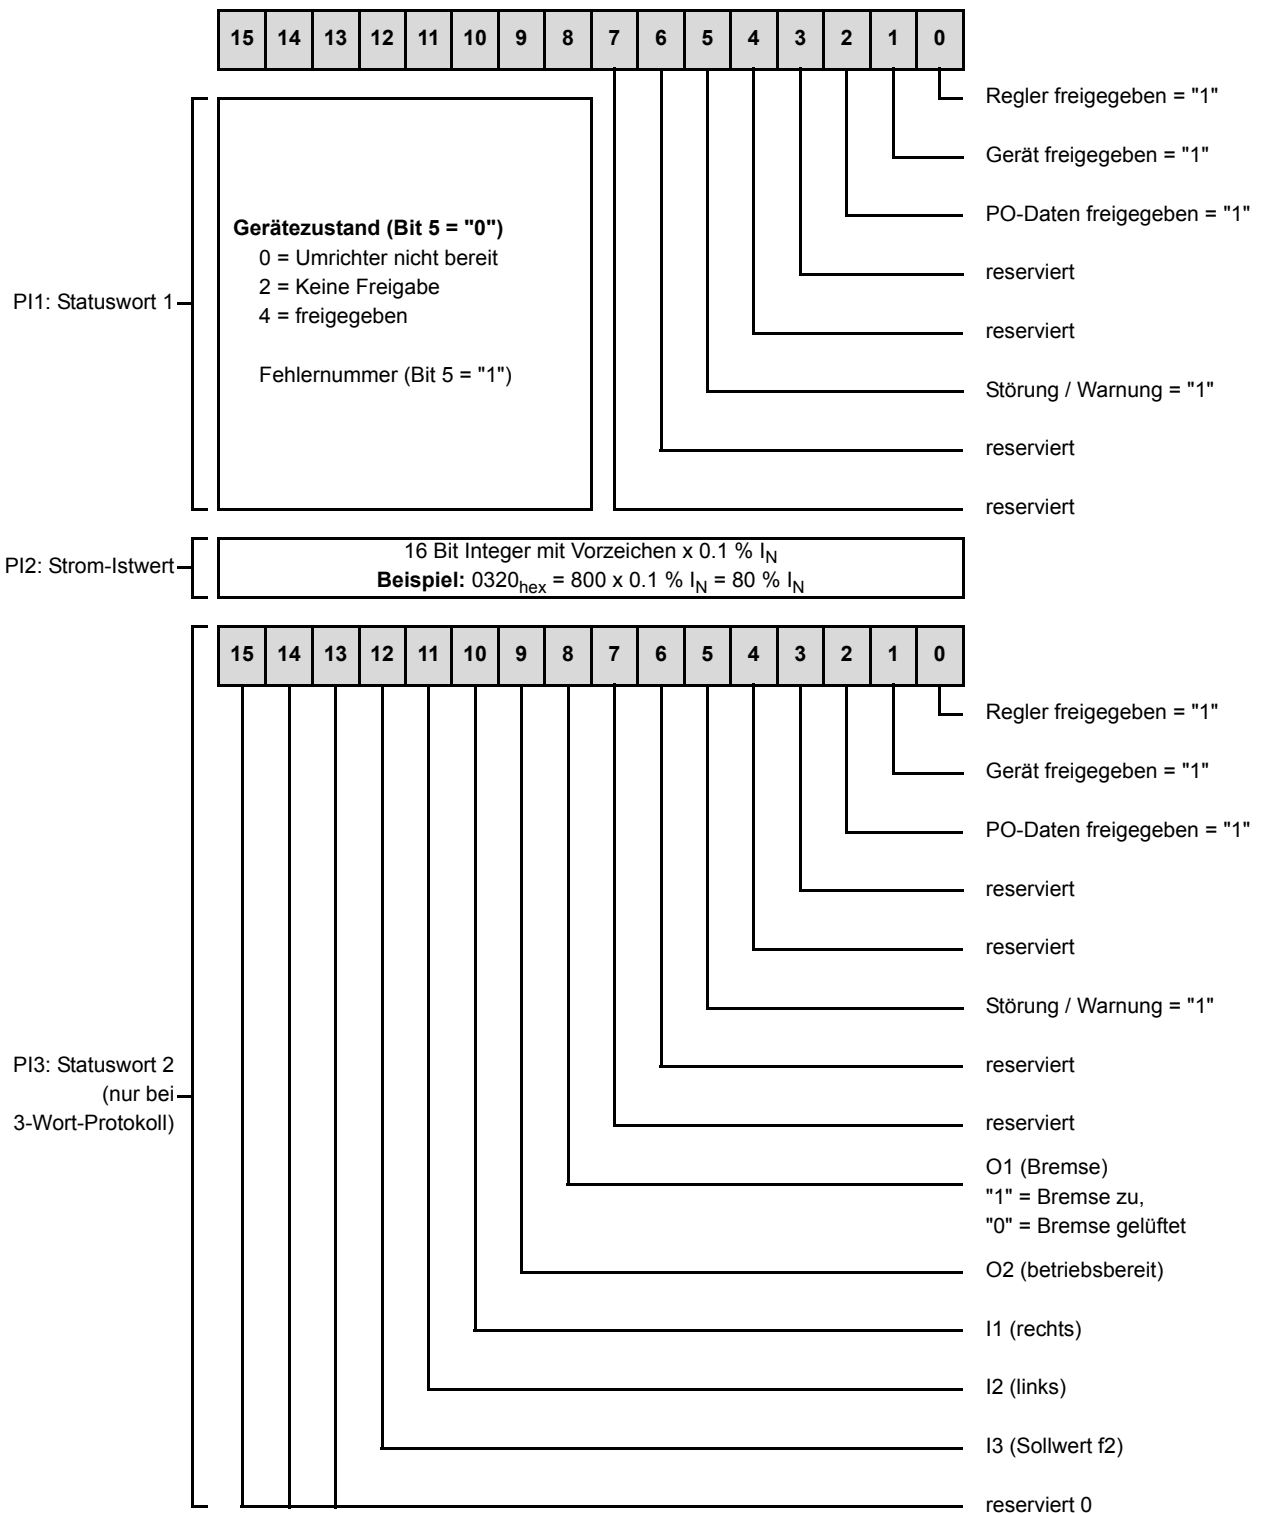 15 14 13 12 11 10 9 8 7 6 5 4 3 2 1 0
Regler freigegeben = "1"
Gerät freigegeben = "1"
PO-Daten freigegeben = "1"
reserviert
reserviert
Störung / Warnung = "1"
reserviert
reserviert
PI1: Statuswort 1
Gerätezustand (Bit 5 = "0")
0 = Umrichter nicht bereit
2 = Keine Freigabe
4 = freigegeben
Fehlernummer (Bit 5 = "1")
PI2: Strom-Istwert
16 Bit Integer mit Vorzeichen x 0.1 % IN
Beispiel: 0320hex = 800 x 0.1 % IN = 80 % IN
15 14 13 12 11 10 9 8 7 6 5 4 3 2 1 0
Regler freigegeben = "1"
Gerät freigegeben = "1"
PO-Daten freigegeben = "1"
reserviert
reserviert
Störung / Warnung = "1"
reserviert
reserviert
O1 (Bremse)
"1" = Bremse zu,
"0" = Bremse gelüftet
O2 (betriebsbereit)
I1 (rechts)
I2 (links)
I3 (Sollwert f2)
reserviert 0
PI3: Statuswort 2
(nur bei
3-Wort-Protokoll)